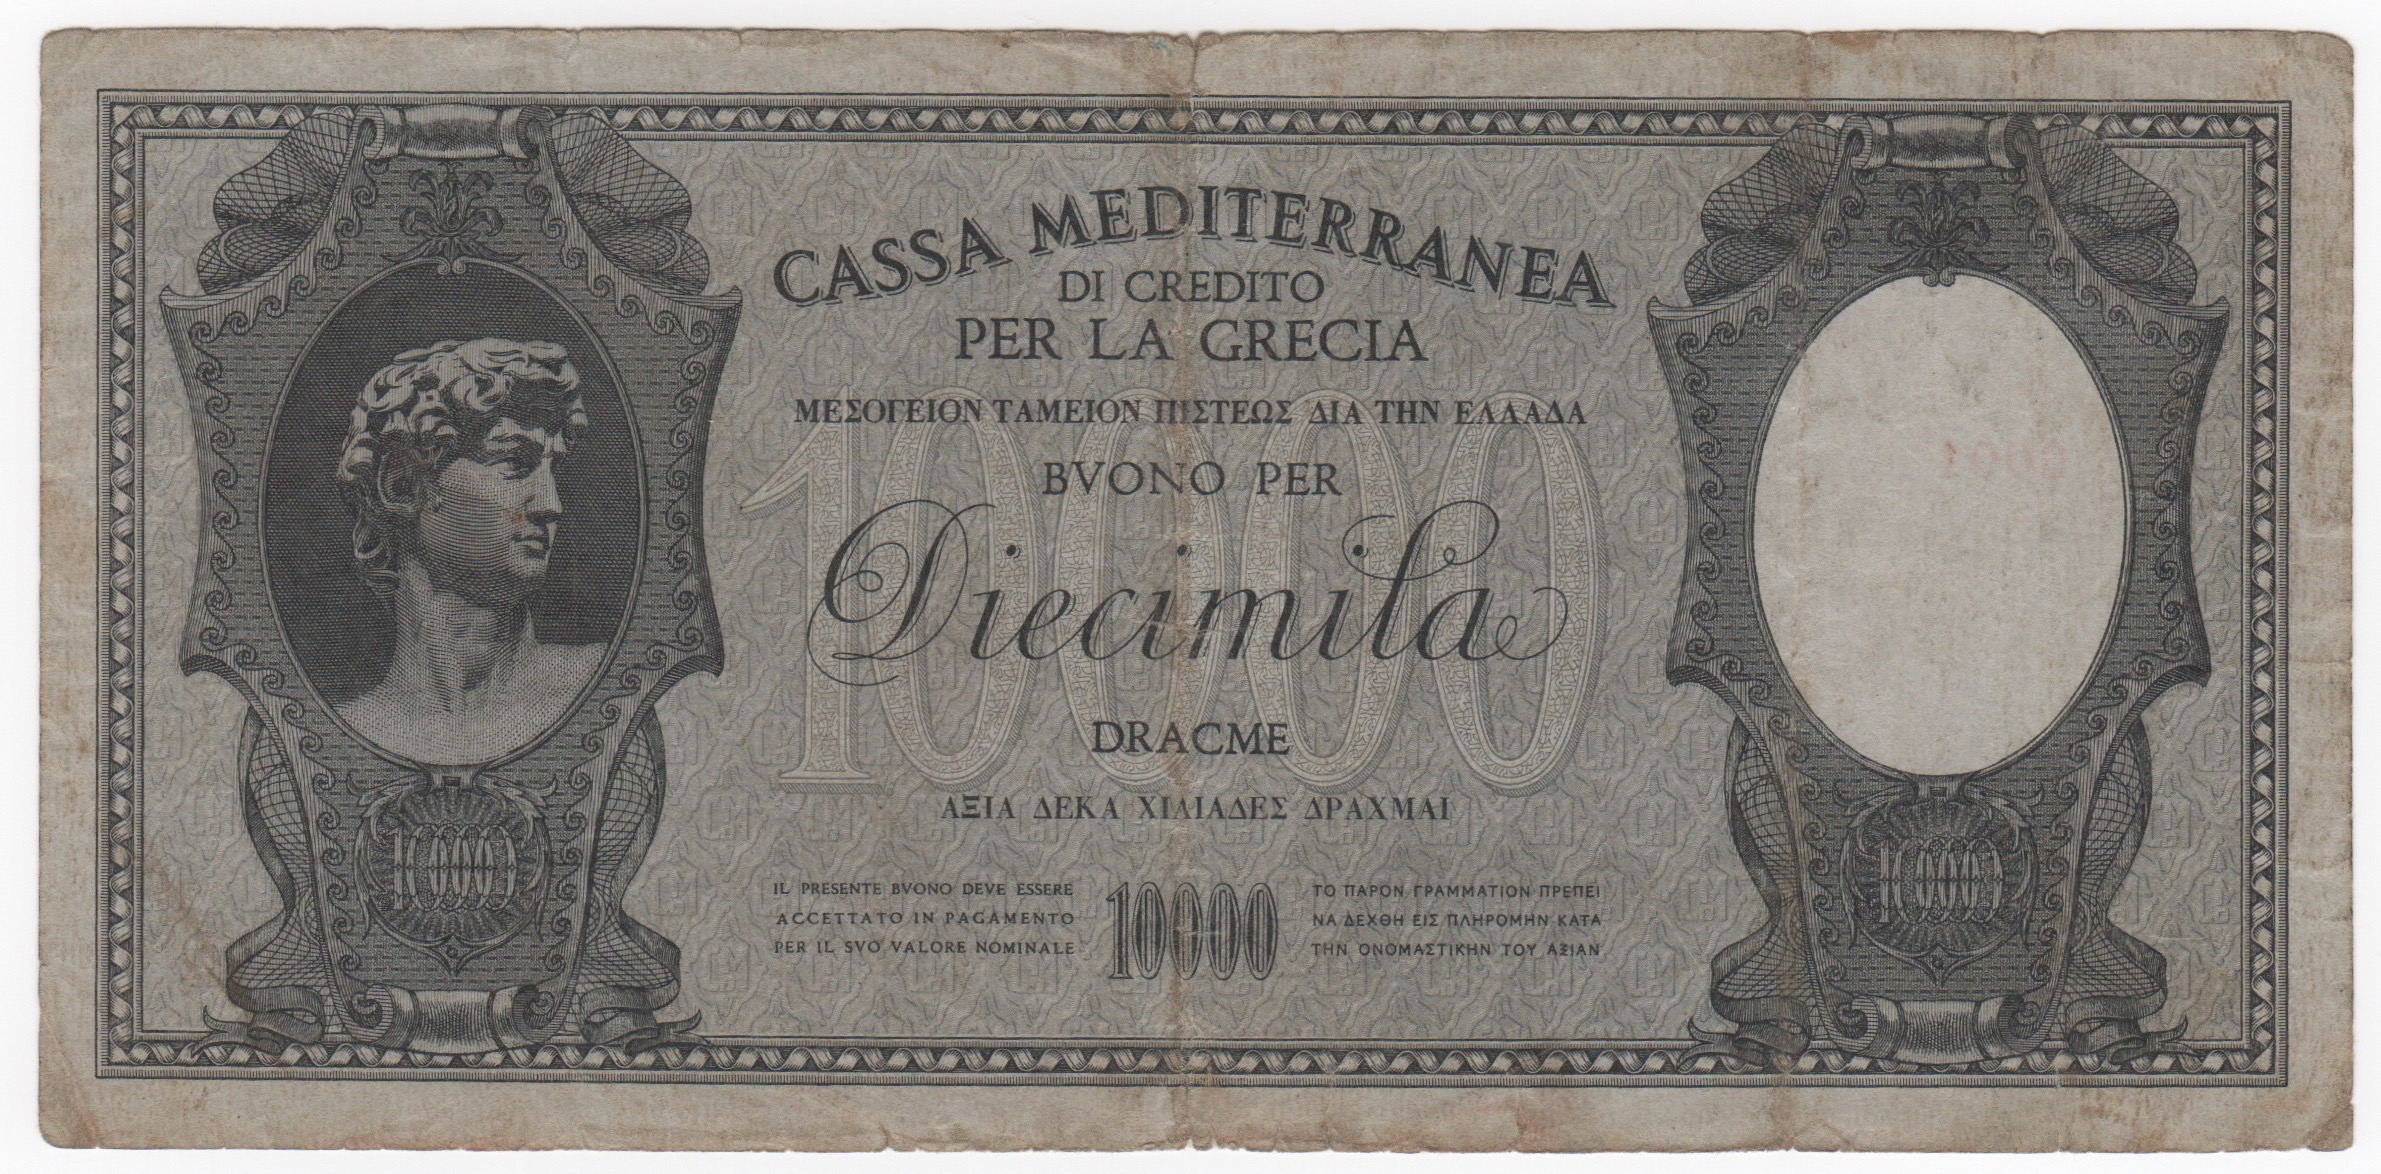 CASSA MEDITERRANEA
DI CREDITO
PER LA GRECIA
ΜΕΣΟΓΕΙΟΝ ΤΑΜΕΙΟΝ ΠΙΣΤΕΩΣ ΔΙΑ ΤΗΝ ΕΛΛΑΔΑ
BVONO PER
10000
Diecimila
DRACME
ΑΞΙΑ ΔΕΚΑ ΧΙΛΙΑΔΕΣ ΔΡΑΧΜΑΙ
IL PRESENTE BVONO DEVE ESSERE
ACCETTATO IN PAGAMENTO
PER IL SVO VALORE NOMINALE
10000
ΤΟ ΠΑΡΟΝ ΓΡΑΜΜΑΤΙΟΝ ΠΡΕΠΕΙ
ΝΑ ΔΕΧΘΗ ΕΙΣ ΠΛΗΡΟΜΗΝ ΚΑΤΑ
ΤΗΝ ΟΝΟΜΑΣΤΙΚΗΝ ΤΟΥ ΑΞΙΑΝ
10000
10000